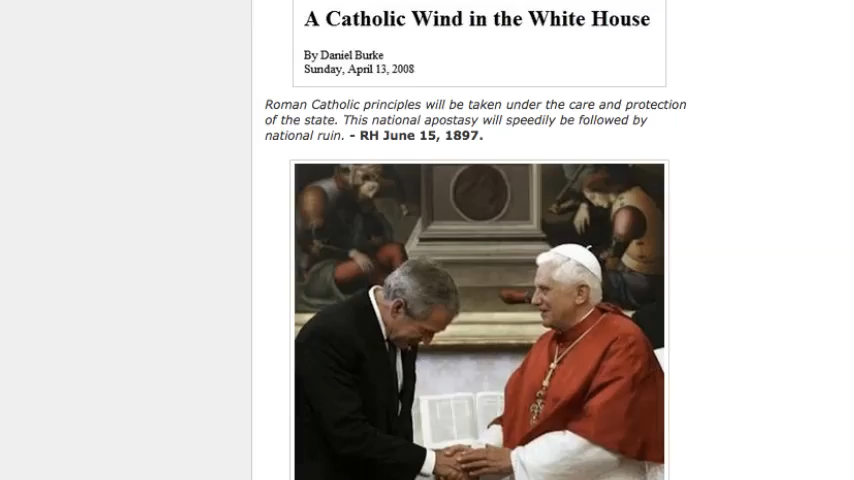 A Catholic Wind in the White House
By Daniel Burke
Sunday, April 13, 2008
Roman Catholic principles will be taken under the care and protection
of the state. This national apostasy will speedily be followed by
national ruin. - RH June 15, 1897.